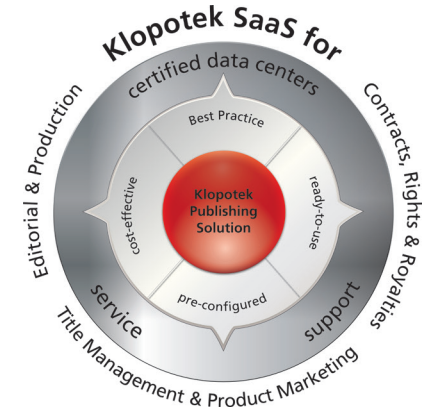 Klopotek SaaS for
Editorial & Production
Contracts, Rights & Royalties
Title Management & Product Marketing
certified data centers
service
support
Best Practice
cost-effective
ready-to-use
pre-configured
Klopotek
Publishing
Solution